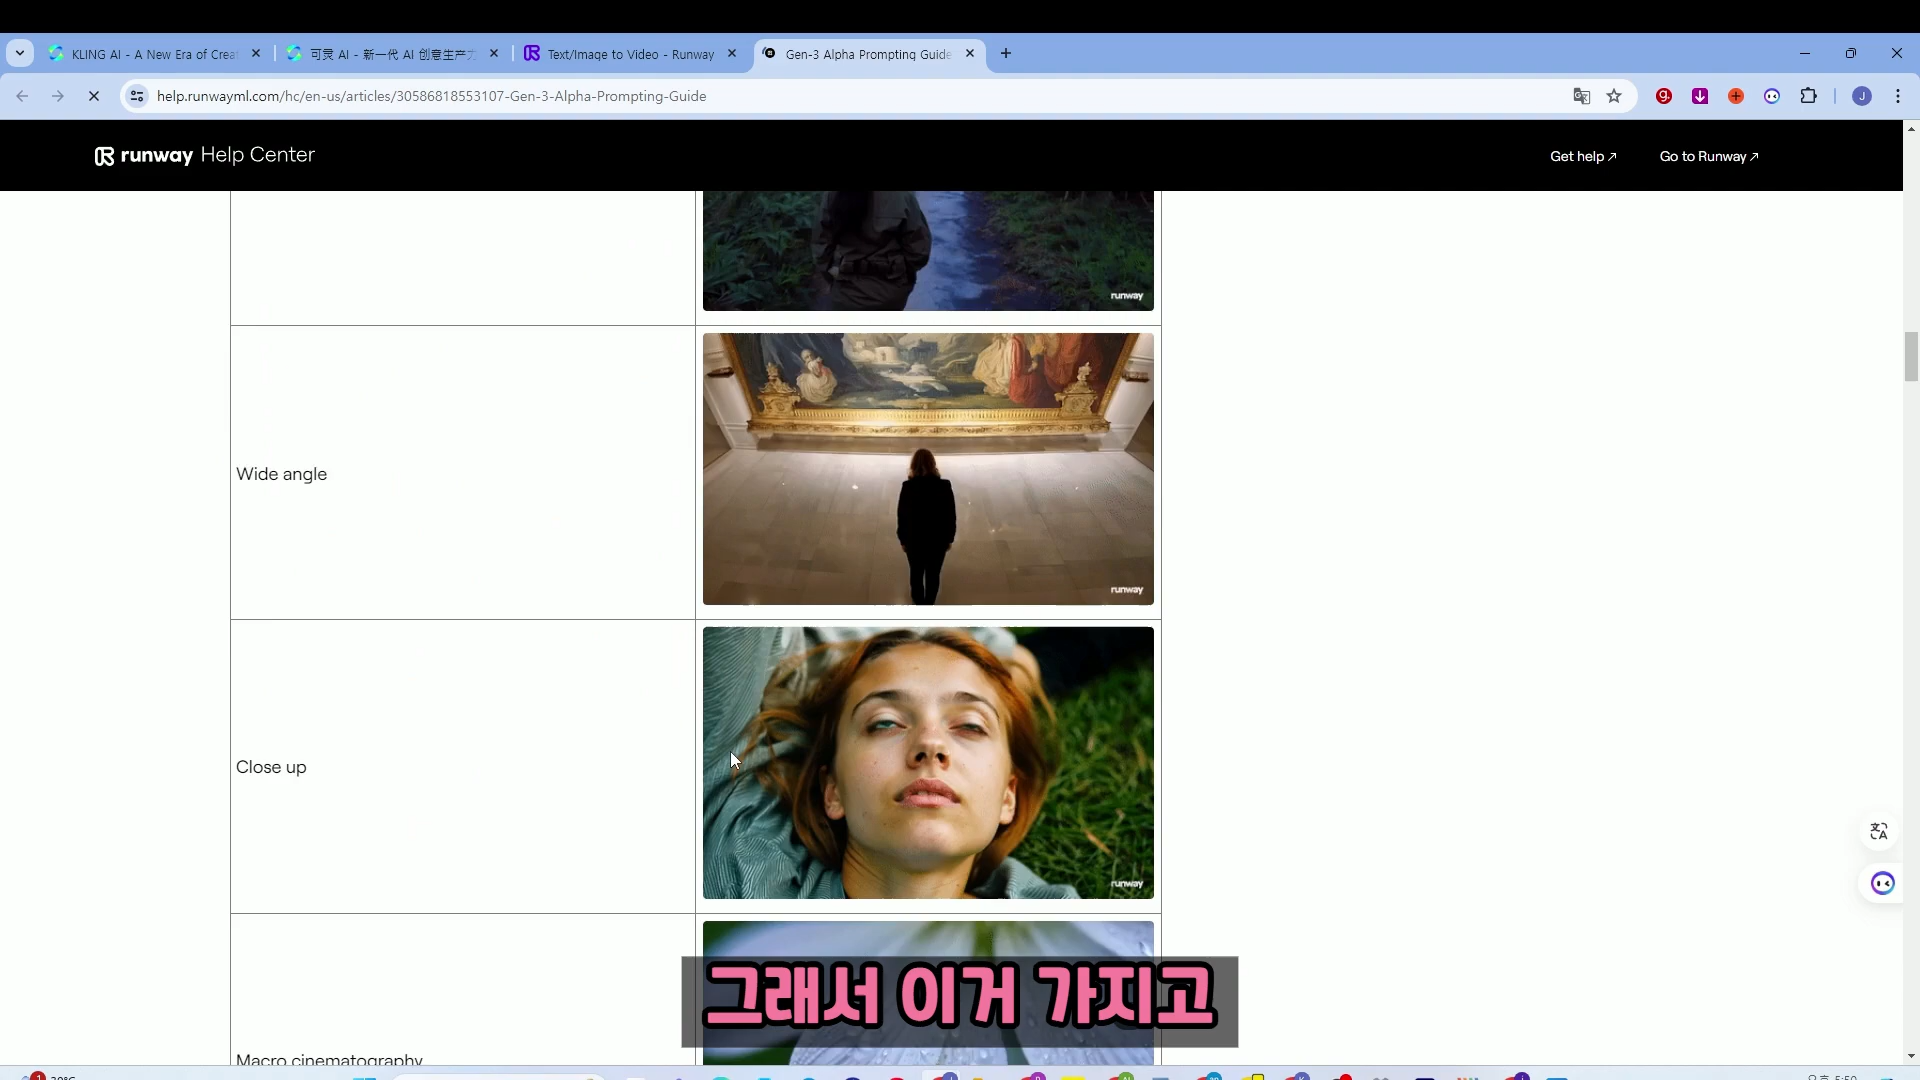 KLING AI - A New Era of Creat
可灵 AI - 新一代 AI 创意生产力
Text/Image to Video - Runway
Gen-3 Alpha Prompting Guide
help.runwayml.com/hc/en-us/articles/30586818553107-Gen-3-Alpha-Prompting-Guide
J
runway Help Center
Get help↗
Go to Runway↗
runway
Wide angle
runway
Close up
runway
Macro cinematography
그래서 이거 가지고